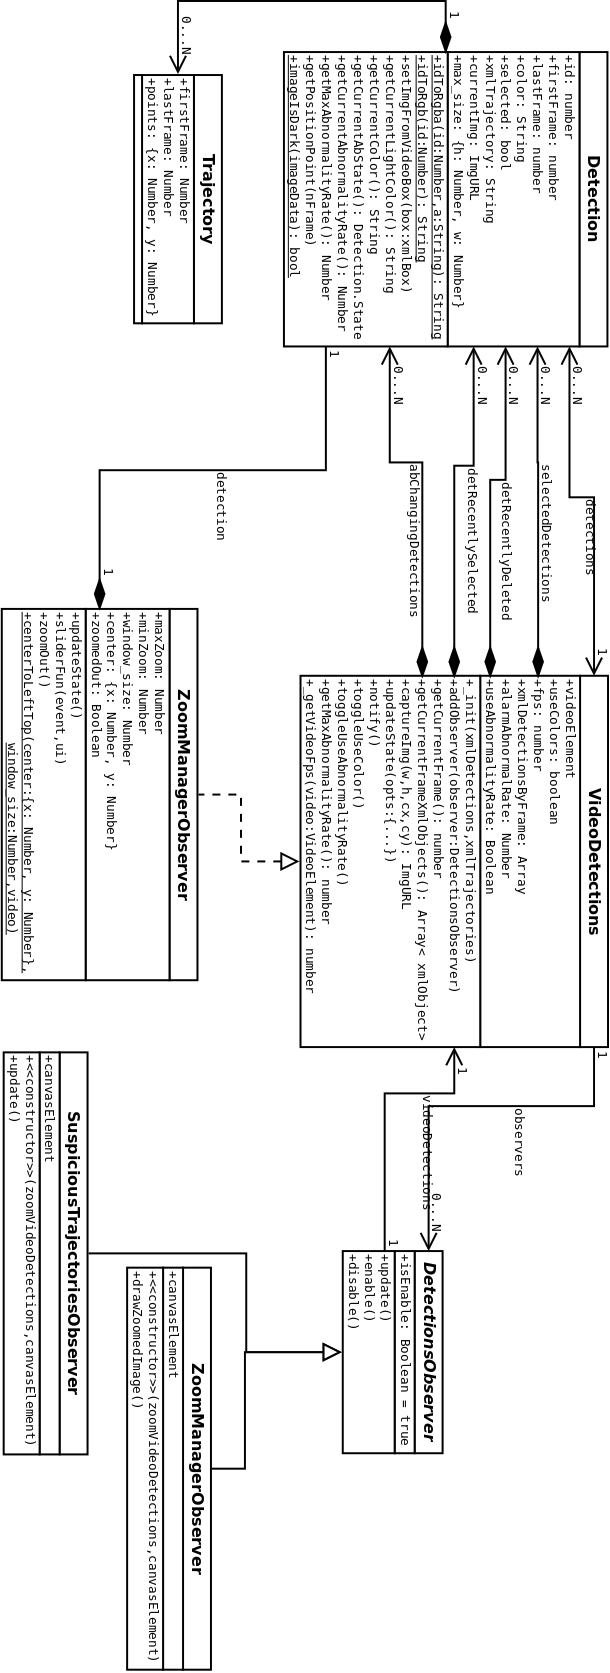 Detection
+id: number
+firstFrame: number
+lastFrame: number
+color: String
+selected: bool
+xmlTrajectory: String
+currentImg: ImgURL
+max_size: {h: Number, w: Number}
+idToRgba(id:Number,a:String): String
+idToRgb(id:Number): String
+setImgFromVideoBox(box:xmlBox)
+getCurrentLightColor(): String
+getCurrentColor(): String
+getCurrentAbState(): Detection.State
+getCurrentAbnormalityRate(): Number
+getMaxAbnormalityRate(): Number
+getPositionPoint(nFrame)
+imageIsDark(imageData): bool
1
0...N
Trajectory
+firstFrame: Number
+lastFrame: Number
+points: {x: Number, y: Number}
0...N
detections
1
0...N
selectedDetections
0...N
detRecentlyDeleted
0...N
detRecentlySelected
0...N
abChangingDetections
1
detection
1
VideoDetections
+videoElement
+useColors: boolean
+fps: number
+xmlDetectionsByFrame: Array
+alarmAbnormalRate: Number
+useAbnormalityRate: Boolean
+_init(xmlDetections,xmlTrajectories)
+addObserver(observer:DetectionsObserver)
+getCurrentFrame(): number
+getCurrentFrameXmlObjects(): Array< xmlObject>
+captureImg(w,h,cx,cy): ImgURL
+updateState(opts:{...})
+notify()
+toggleUseColor()
+toggleUseAbnormalityRate()
+getMaxAbnormalityRate(): number
+_getVideoFps(video:VideoElement): number
ZoomManagerObserver
+maxZoom: Number
+minZoom: Number
+window_size: Number
+center: {x: Number, y: Number}
+zoomedOut: Boolean
+updateState()
+sliderFun(event,ui)
+zoomOut()
+centerToLeftTop(center:{x: Number, y: Number},
window_size:Number,video)
1
observers
0...N
1
videoDetections
1
DetectionsObserver
+isEnable: Boolean = true
+update()
+enable()
+disable()
ZoomManagerObserver
+canvasElement
+<<constructor>>(zoomVideoDetections,canvasElement)
+drawZoomedImage()
SuspiciousTrajectoriesObserver
+canvasElement
+<<constructor>>(zoomVideoDetections,canvasElement)
+update()